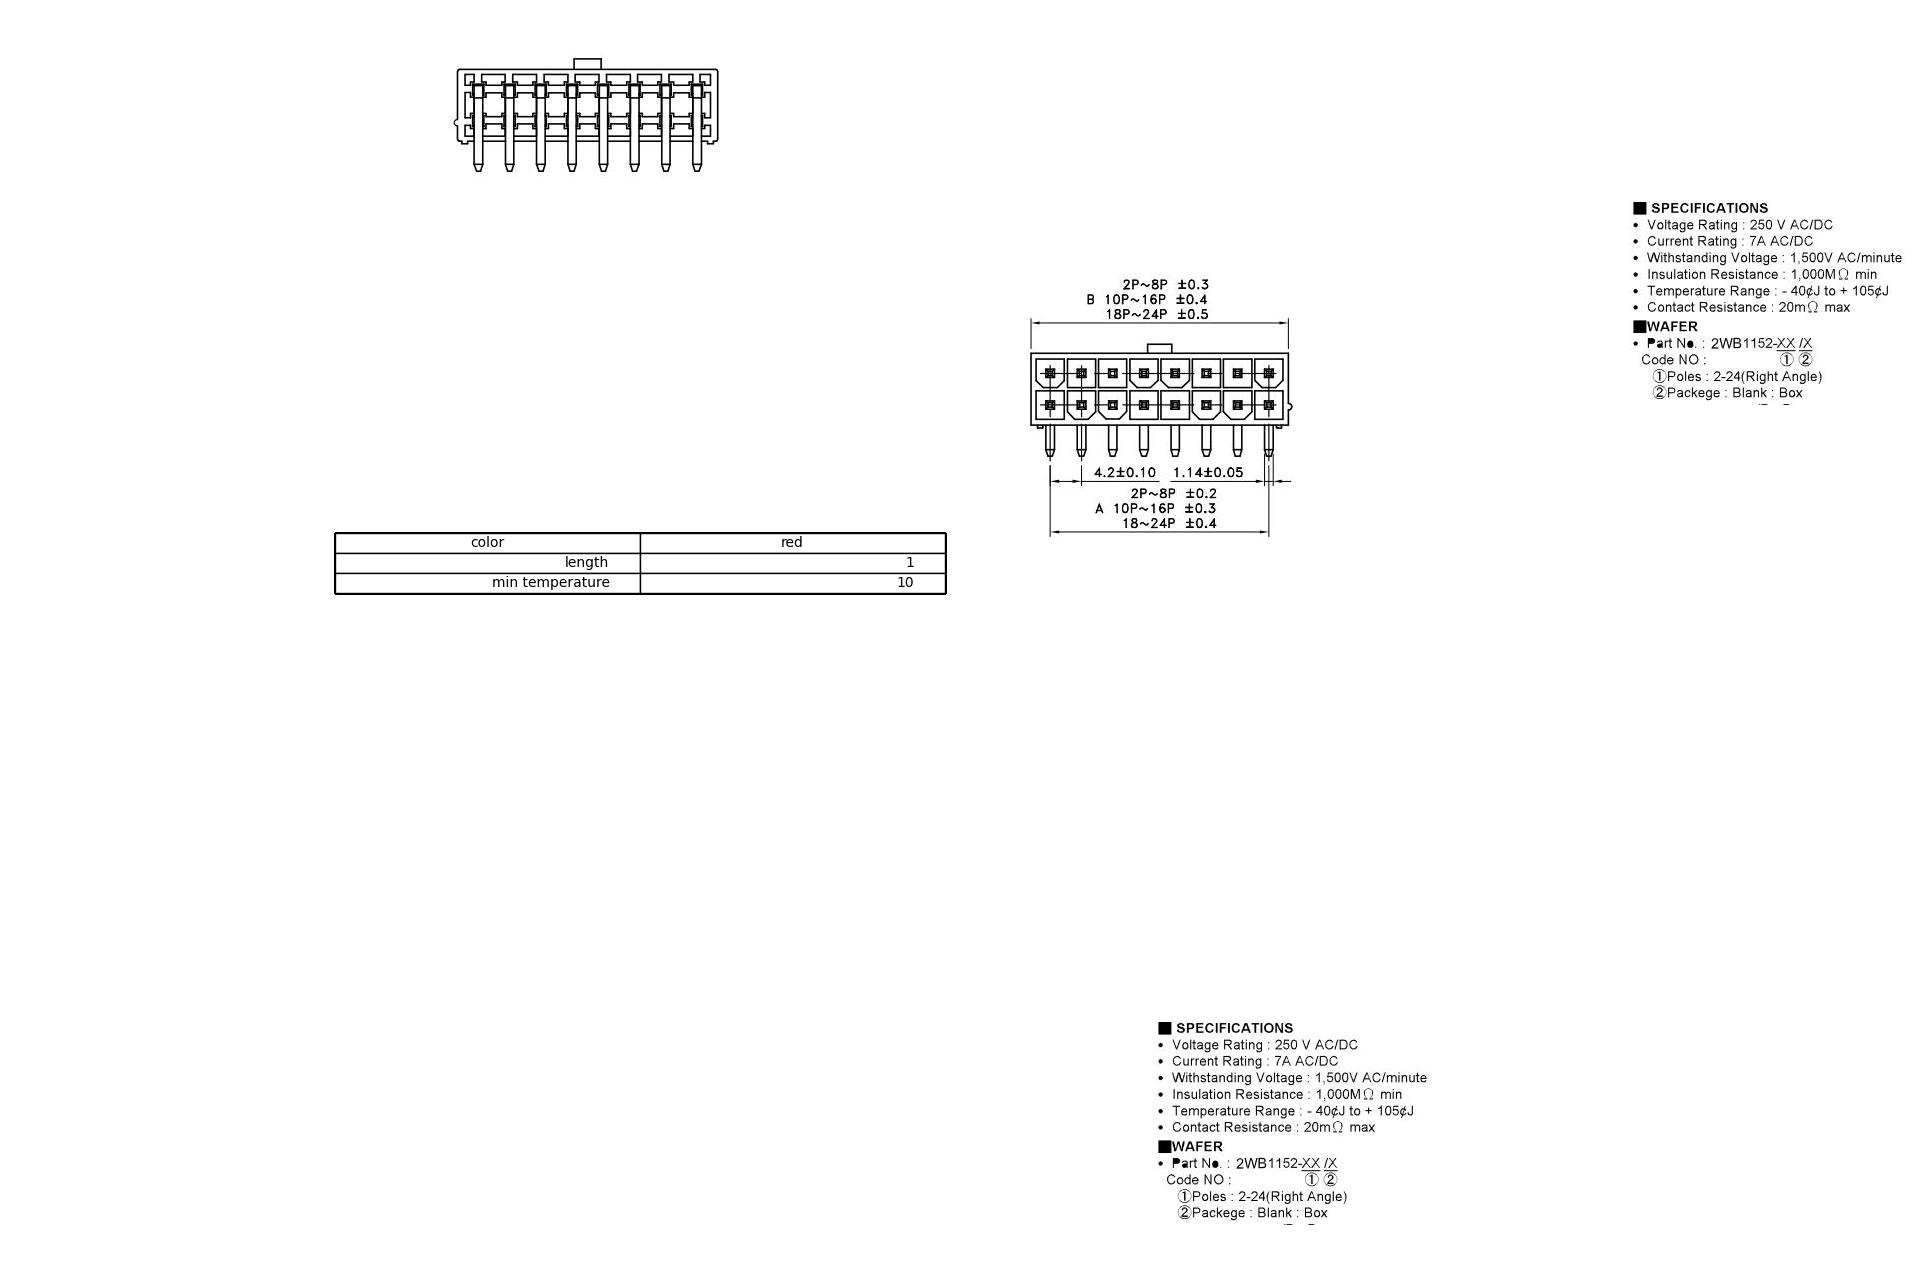 ■ SPECIFICATIONS
• Voltage Rating : 250 V AC/DC
• Current Rating : 7A AC/DC
• Withstanding Voltage : 1,500V AC/minute
• Insulation Resistance : 1,000MΩ min
• Temperature Range : - 40¢J to + 105¢J
• Contact Resistance : 20mΩ max
■WAFER
• Part No. : 2WB1152-XX /X
Code NO : ① ②
①Poles : 2-24(Right Angle)
②Packege : Blank : Box
2P~8P ±0.3
B 10P~16P ±0.4
18P~24P ±0.5
4.2±0.10 1.14±0.05
2P~8P ±0.2
A 10P~16P ±0.3
18~24P ±0.4
color red
length 1
min temperature 10
■ SPECIFICATIONS
• Voltage Rating : 250 V AC/DC
• Current Rating : 7A AC/DC
• Withstanding Voltage : 1,500V AC/minute
• Insulation Resistance : 1,000MΩ min
• Temperature Range : - 40¢J to + 105¢J
• Contact Resistance : 20mΩ max
■WAFER
• Part No. : 2WB1152-XX /X
Code NO : ① ②
①Poles : 2-24(Right Angle)
②Packege : Blank : Box